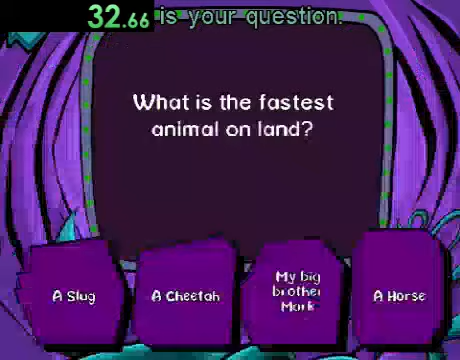 32.66
is your question.
What is the fastest
animal on land?
A Slug
A Cheetah
My big
brother
Mark
A Horse